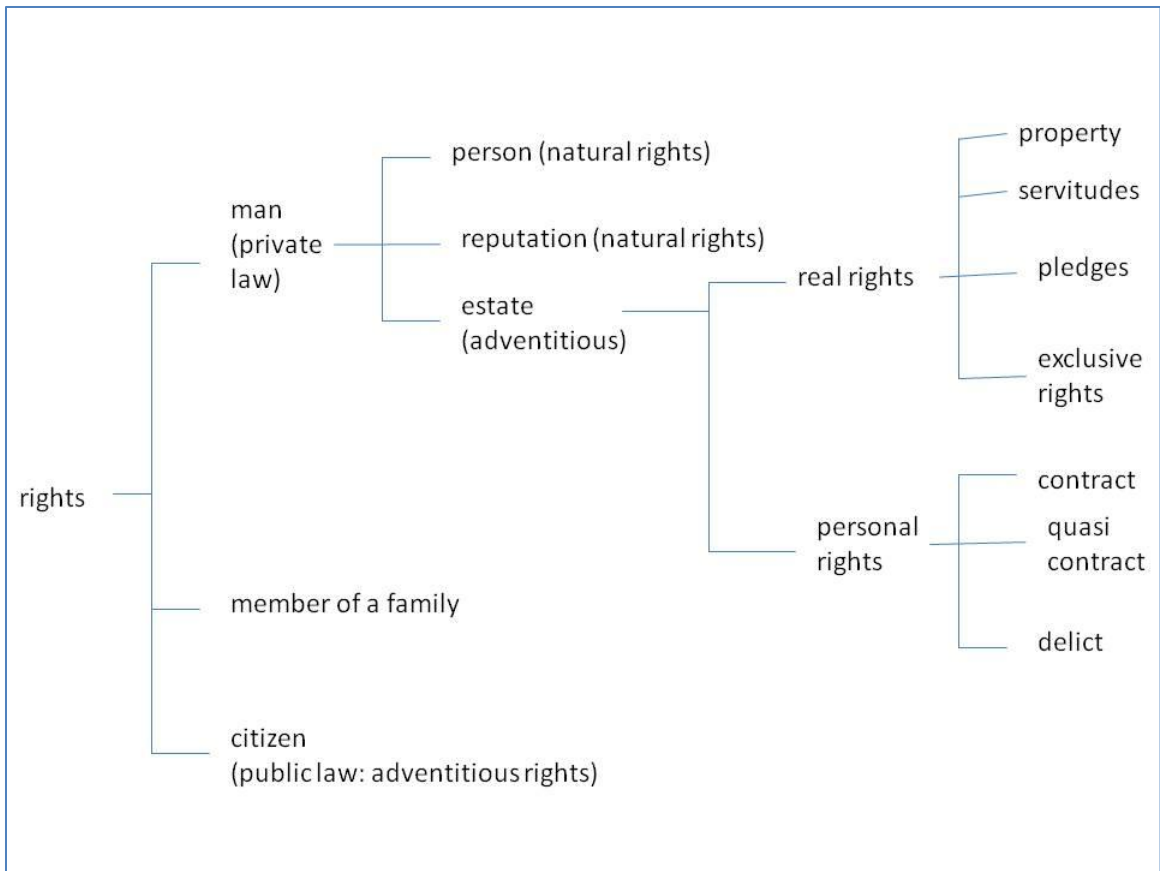 person (natural rights)
man
(private
law)
reputation (natural rights)
estate
(adventitious)
real rights
property
servitudes
pledges
exclusive
rights
rights
personal
rights
contract
quasi
contract
delict
member of a family
citizen
(public law: adventitious rights)